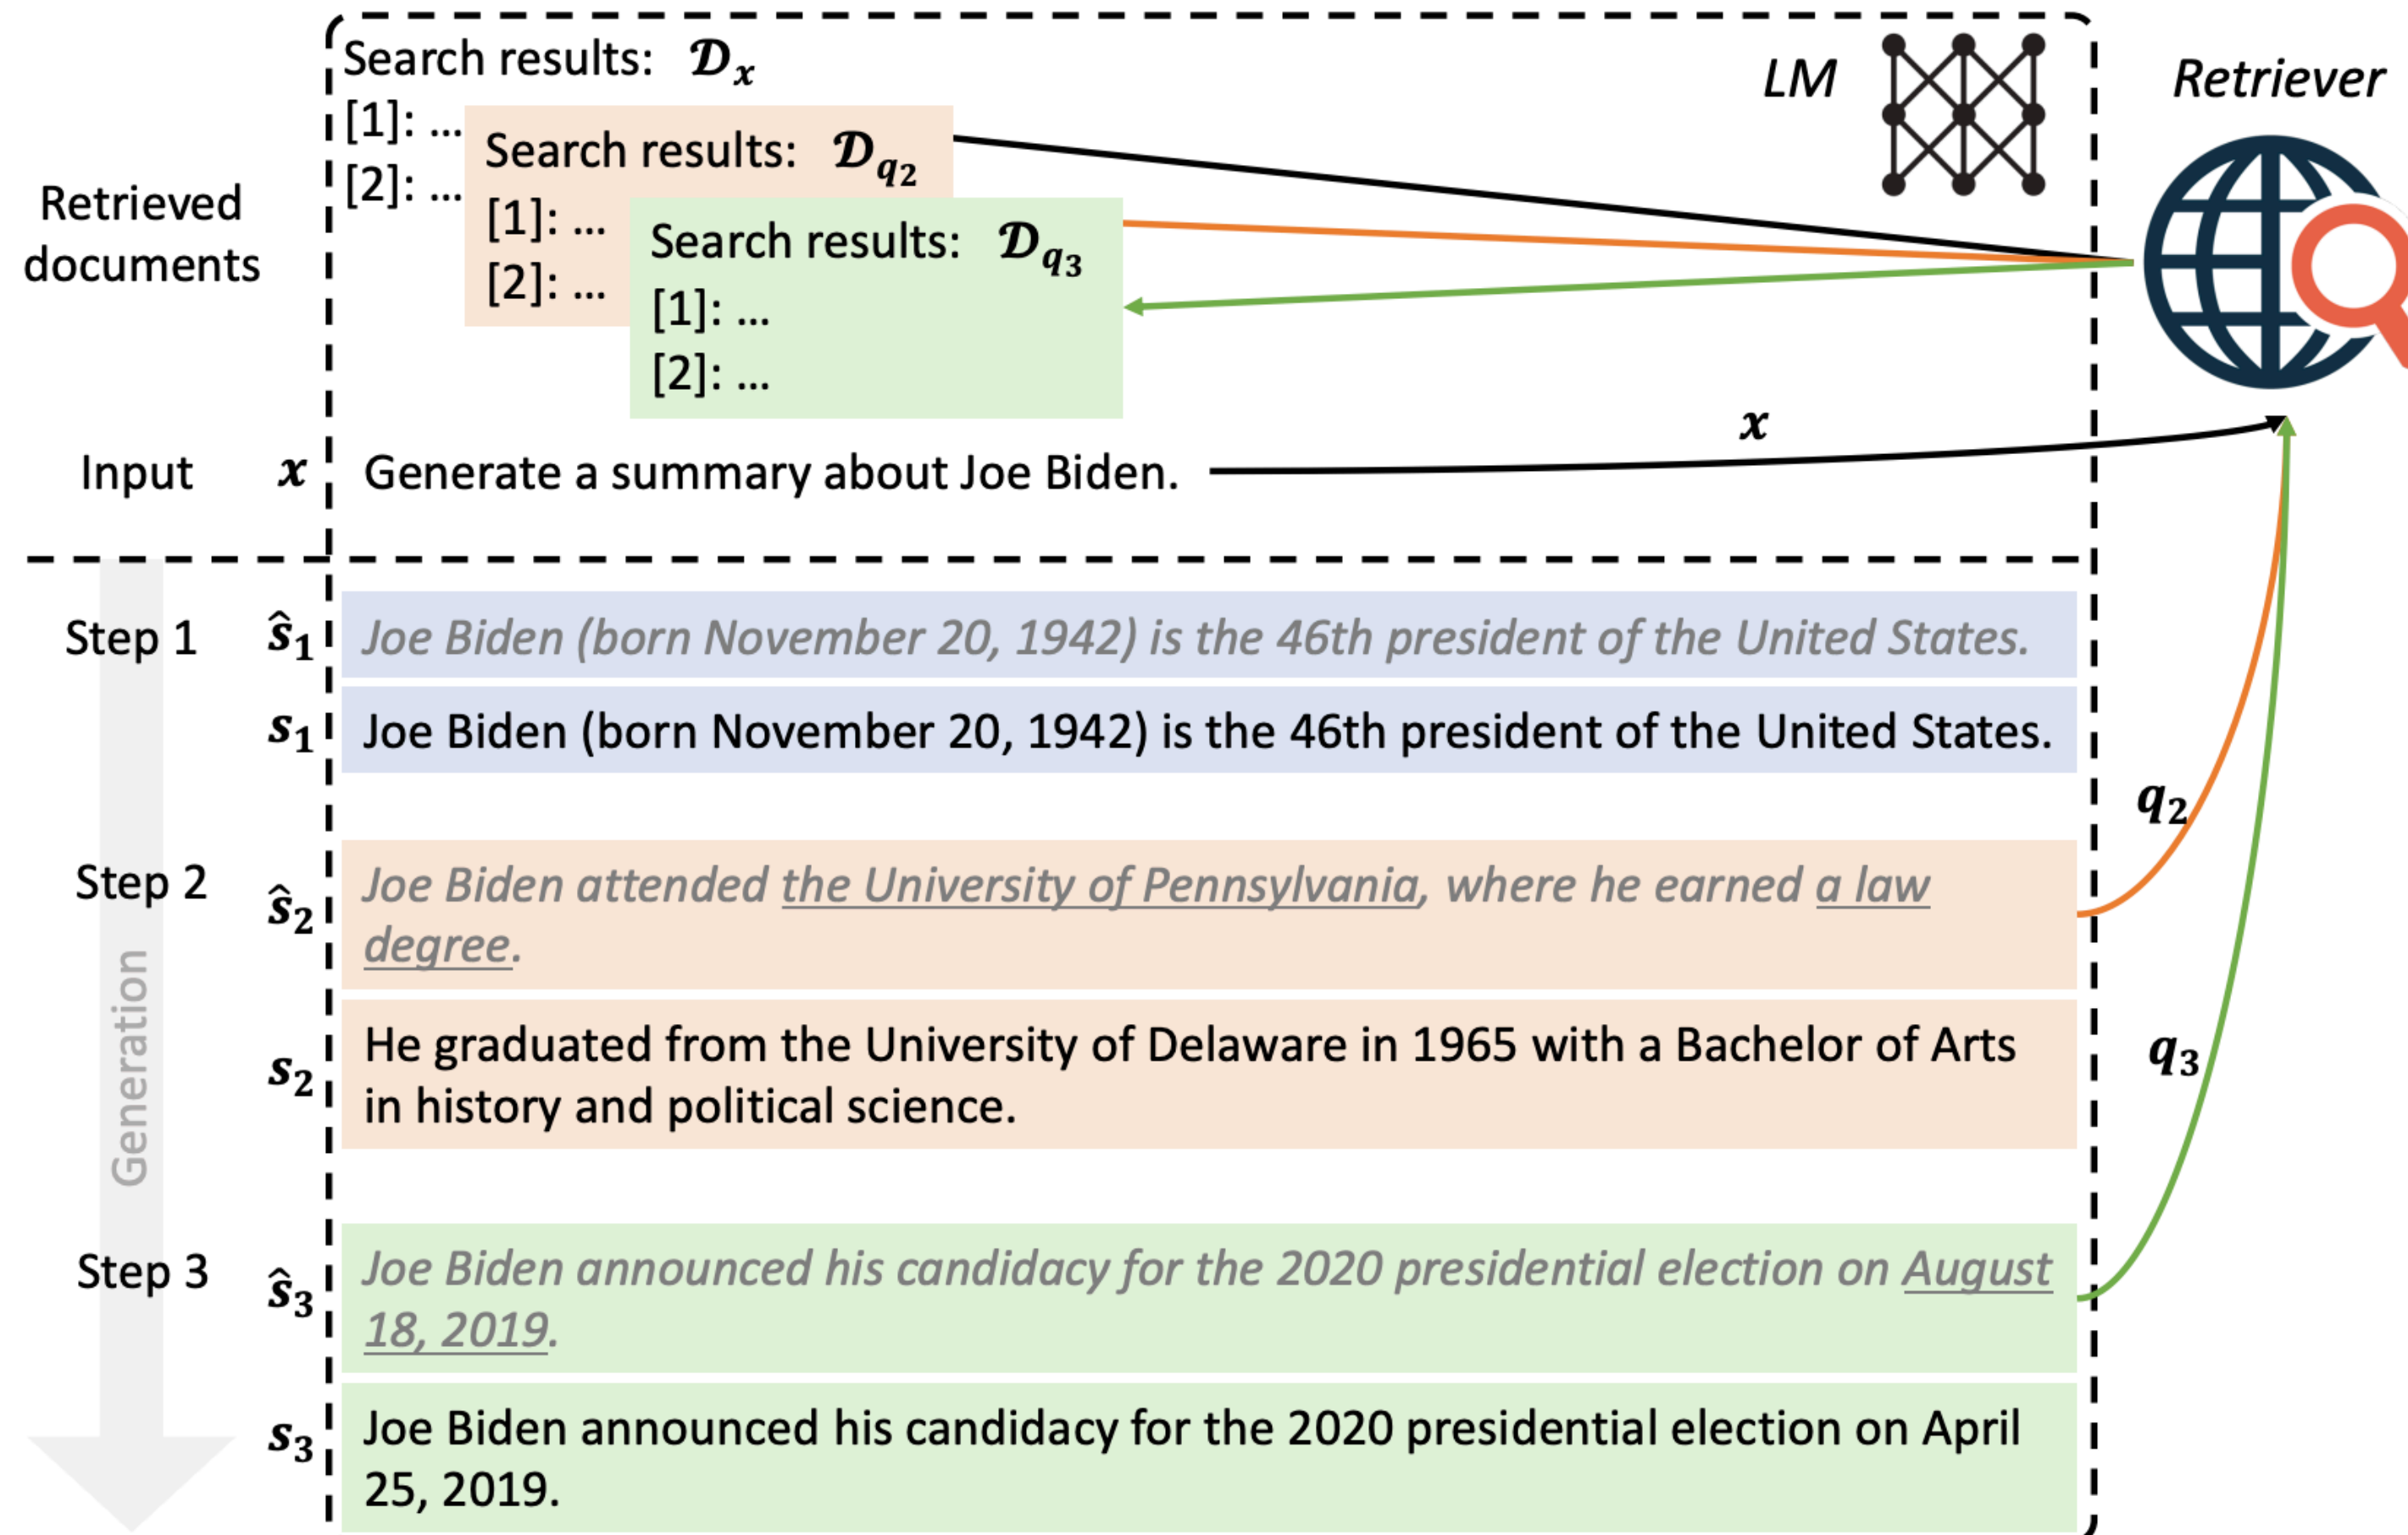 Search results: 𝒟x
LM
Retriever
[1]: ...
[2]: ...
Search results: 𝒟q2
[1]: ...
[2]: ...
Search results: 𝒟q3
[1]: ...
[2]: ...
Retrieved
documents
x
Input x Generate a summary about Joe Biden.
Step 1 ŝ1 Joe Biden (born November 20, 1942) is the 46th president of the United States.
s1 Joe Biden (born November 20, 1942) is the 46th president of the United States.
q2
Step 2 ŝ2 Joe Biden attended the University of Pennsylvania, where he earned a law
degree.
Generation
s2 He graduated from the University of Delaware in 1965 with a Bachelor of Arts
in history and political science.
q3
Step 3 ŝ3 Joe Biden announced his candidacy for the 2020 presidential election on August
18, 2019.
s3 Joe Biden announced his candidacy for the 2020 presidential election on April
25, 2019.